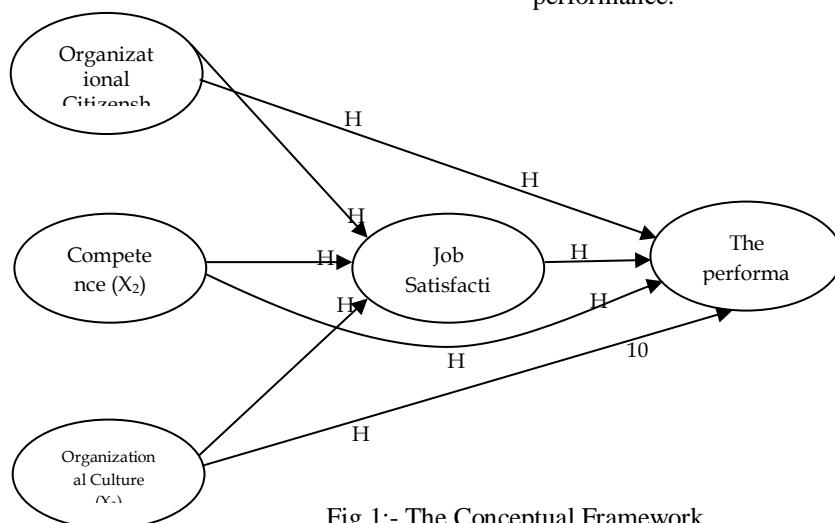 performance.
Organizat
ional
Citizensh
H
H
H
Compete
nce (X₂)
H
Job
Satisfacti
H
The
performa
H
H
H
10
H
Organization
al Culture
Fig 1:- The Conceptual Framework